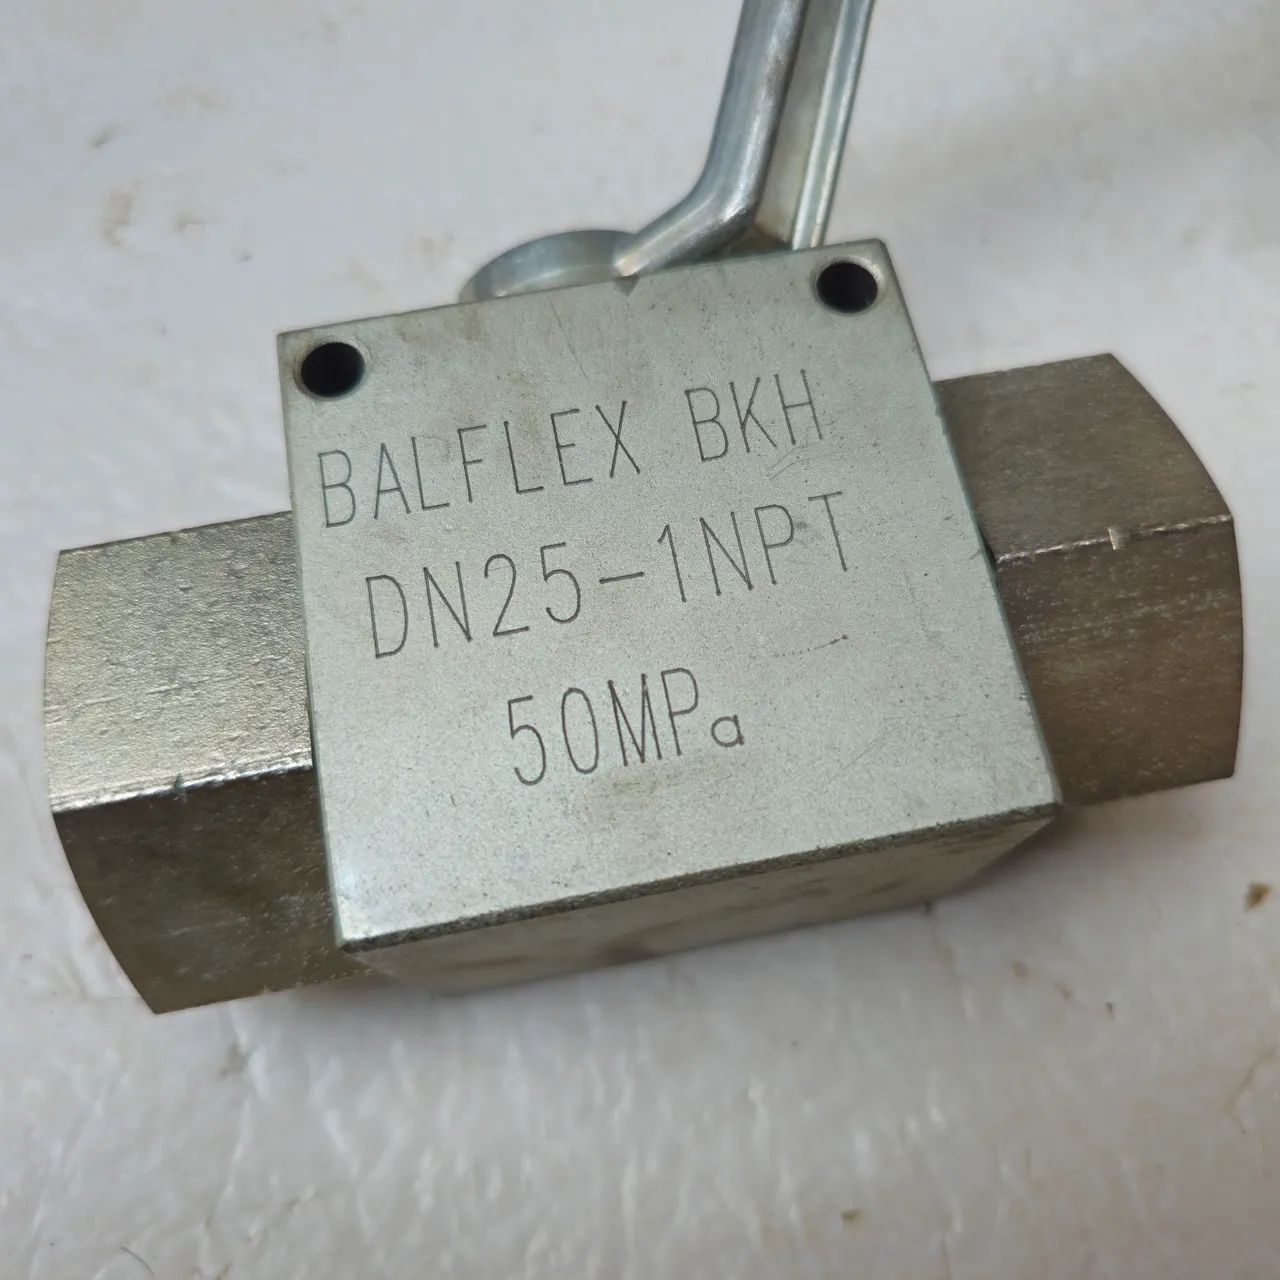 BALFLEX BKH
DN25-1NPT
50MPa